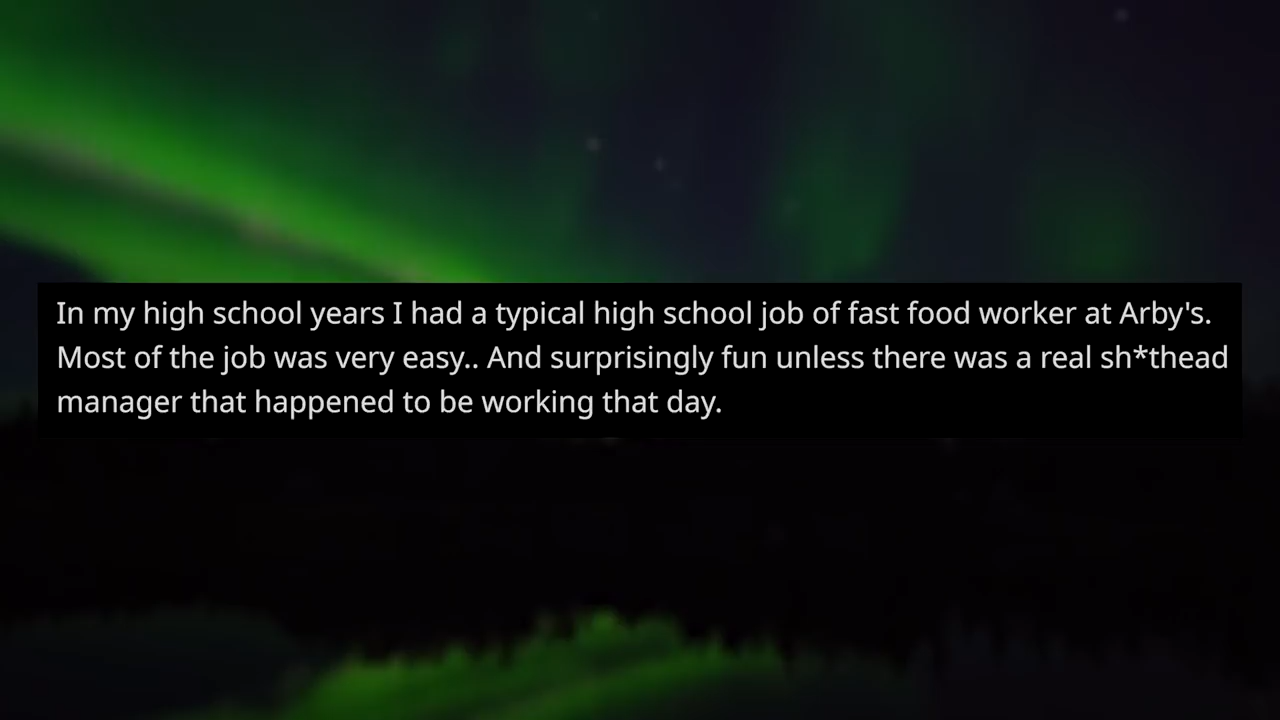 In my high school years I had a typical high school job of fast food worker at Arby's.
Most of the job was very easy.. And surprisingly fun unless there was a real sh*thead
manager that happened to be working that day.